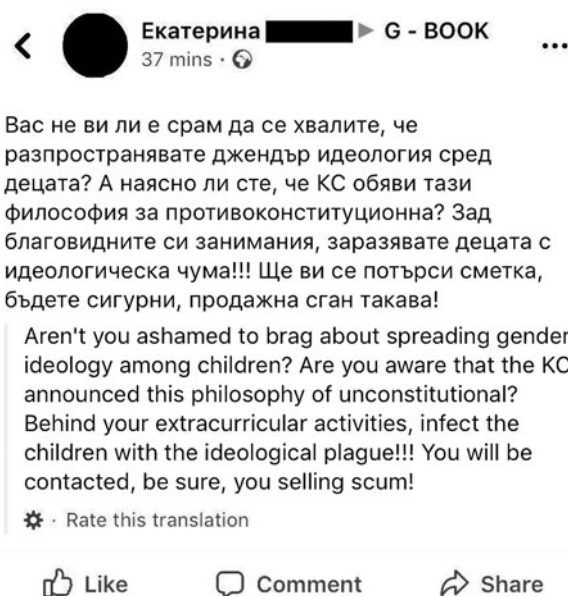 Екатерина ▶ G - BOOK
37 mins ·
Вас не ви ли е срам да се хвалите, че
разпространявате джендър идеология сред
децата? А наясно ли сте, че КС обяви тази
философия за противоконституционна? Зад
благовидните си занимания, заразявате децата с
идеологическа чума!!! Ще ви се потърси сметка,
бъдете сигурни, продажна сган такава!
Aren't you ashamed to brag about spreading gender
ideology among children? Are you aware that the KC
announced this philosophy of unconstitutional?
Behind your extracurricular activities, infect the
children with the ideological plague!!! You will be
contacted, be sure, you selling scum!
· Rate this translation
Like Comment Share